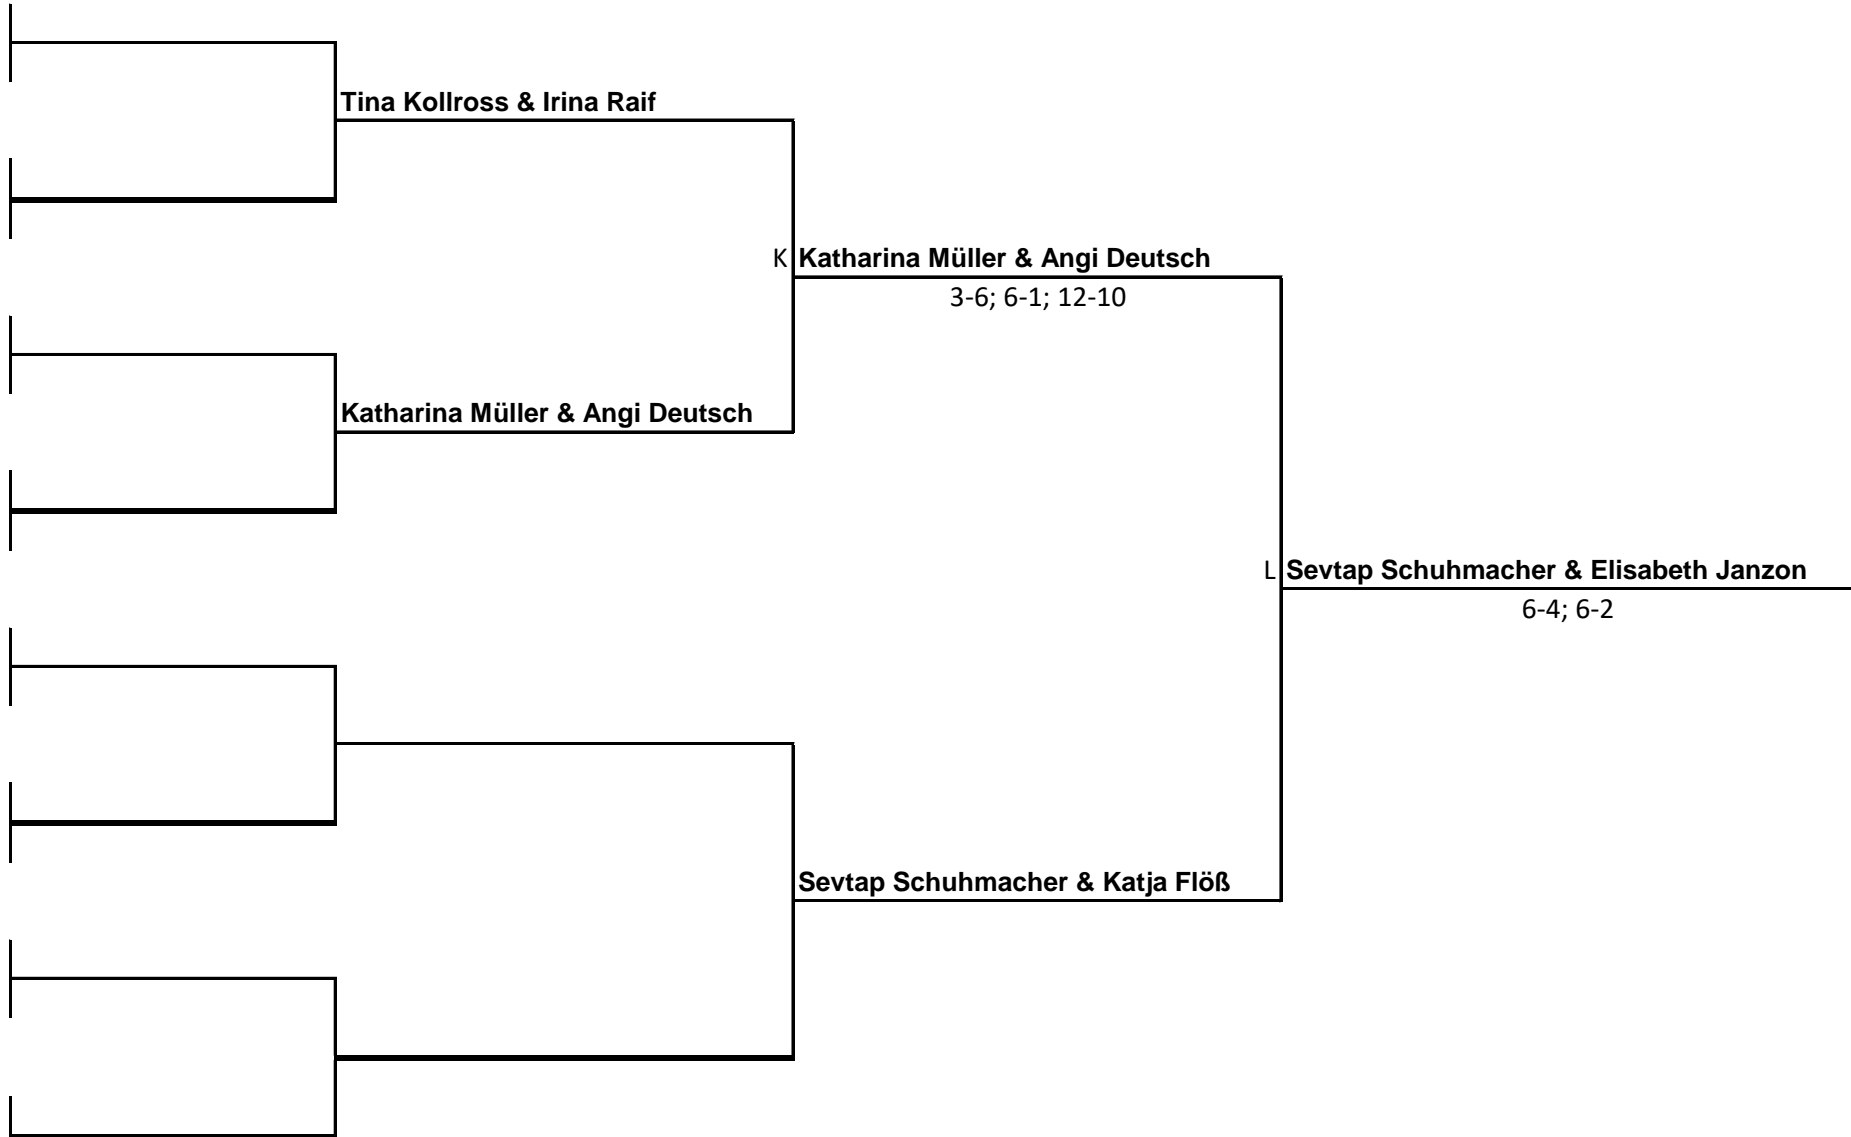 Tina Kollross & Irina Raif
K Katharina Müller & Angi Deutsch
3-6; 6-1; 12-10
Katharina Müller & Angi Deutsch
L Sevtap Schuhmacher & Elisabeth Janzon
6-4; 6-2
Sevtap Schuhmacher & Katja Flöß